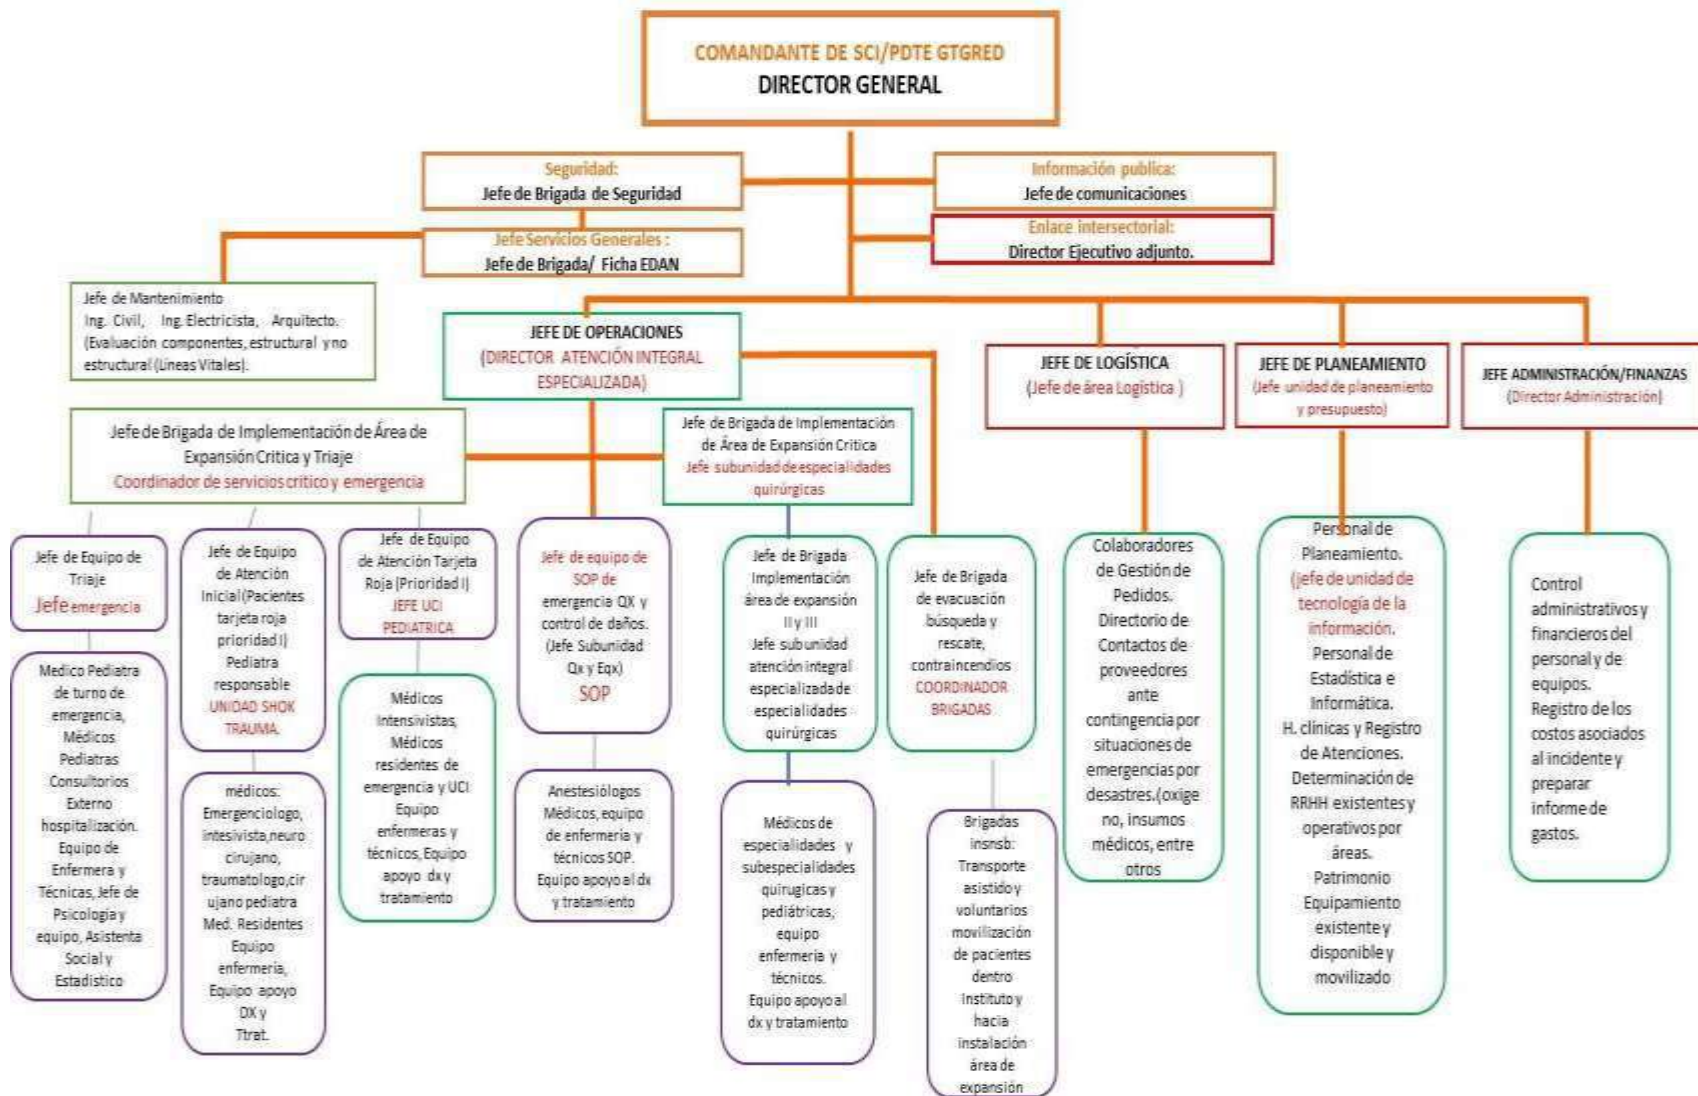 COMANDANTE DE SCI/PDTE GTGRED
DIRECTOR GENERAL
Seguridad:
Jefe de Brigada de Seguridad
Información publica:
Jefe de comunicaciones
Jefe Servicios Generales :
Jefe de Brigada/ Ficha EDAN
Enlace intersectorial:
Director Ejecutivo adjunto.
Jefe de Mantenimiento
Ing. Civil, Ing. Electricista, Arquitecto.
(Evaluación componentes, estructural y no
estructural (Líneas Vitales).
JEFE DE OPERACIONES
(DIRECTOR ATENCIÓN INTEGRAL
ESPECIALIZADA)
JEFE DE LOGÍSTICA
(Jefe de área Logística )
JEFE DE PLANEAMIENTO
(Jefe unidad de planeamiento
y presupuesto)
JEFE ADMINISTRACIÓN/FINANZAS
(Director Administración)
Jefe de Brigada de Implementación de Área de
Expansión Critica y Triaje
Coordinador de servicios crítico y emergencia
Jefe de Brigada de Implementación
de Área de Expansión Critica
Jefe subunidad de especialidades
quirúrgicas
Jefe de Equipo de
Triaje
Jefe emergencia
Jefe de Equipo
de Atención
Inicial(Pacientes
tarjeta roja
prioridad I)
Pediatra
responsable
UNIDAD SHOK
TRAUMA.
Jefe de Equipo
de Atención Tarjeta
Roja (Prioridad I)
JEFE UCI
PEDIATRICA
Jefe de equipo de
SOP de
emergencia QX y
control de daños.
(Jefe Subunidad
Qx y Eqx)
SOP
Jefe de Brigada
Implementación
área de expansión
II y III
Jefe subunidad
atención integral
especializada de
especialidades
quirúrgicas
Jefe de Brigada
de evacuación
búsqueda y
rescate,
contraincendios
COORDINADOR
BRIGADAS
Colaboradores
de Gestión de
Pedidos.
Directorio de
Contactos de
proveedores
ante
contingencia por
situaciones de
emergencias por
desastres.(oxige
no, insumos
médicos, entre
otros
Personal de
Planeamiento.
(jefe de unidad de
tecnología de la
información.
Personal de
Estadística e
Informática.
H. clínicas y Registro
de Atenciones.
Determinación de
RRHH existentes y
operativos por
áreas.
Patrimonio
Equipamiento
existente y
disponible y
movilizado
Control
administrativos y
financieros del
personal y de
equipos.
Registro de los
costos asociados
al incidente y
preparar
informe de
gastos.
Medico Pediatra
de turno de
emergencia,
Médicos
Pediatras
Consultorios
Externo
hospitalización.
Equipo de
Enfermera y
Técnicas, Jefe de
Psicología y
equipo, Asistenta
Social y
Estadistico
médicos:
Emergenciologo,
intesivista,neuro
cirujano,
traumatologo,cir
ujano pediatra
Med. Residentes
Equipo
enfermería,
Equipo apoyo
DX y
Ttrat.
Médicos
Intensivistas,
Médicos
residentes de
emergencia y UCI
Equipo
enfermeras y
técnicos, Equipo
apoyo dx y
tratamiento
Anestesiólogos
Médicos, equipo
de enfermería y
técnicos SOP.
Equipo apoyo al dx
y tratamiento
Médicos de
especialidades y
subespecialidades
quirugicas y
pediátricas,
equipo
enfermería y
técnicos.
Equipo apoyo al
dx y tratamiento
Brigadas
insnsb:
Transporte
asistido y
voluntarios
movilización
de pacientes
dentro
Instituto y
hacia
instalación
área de
expansión